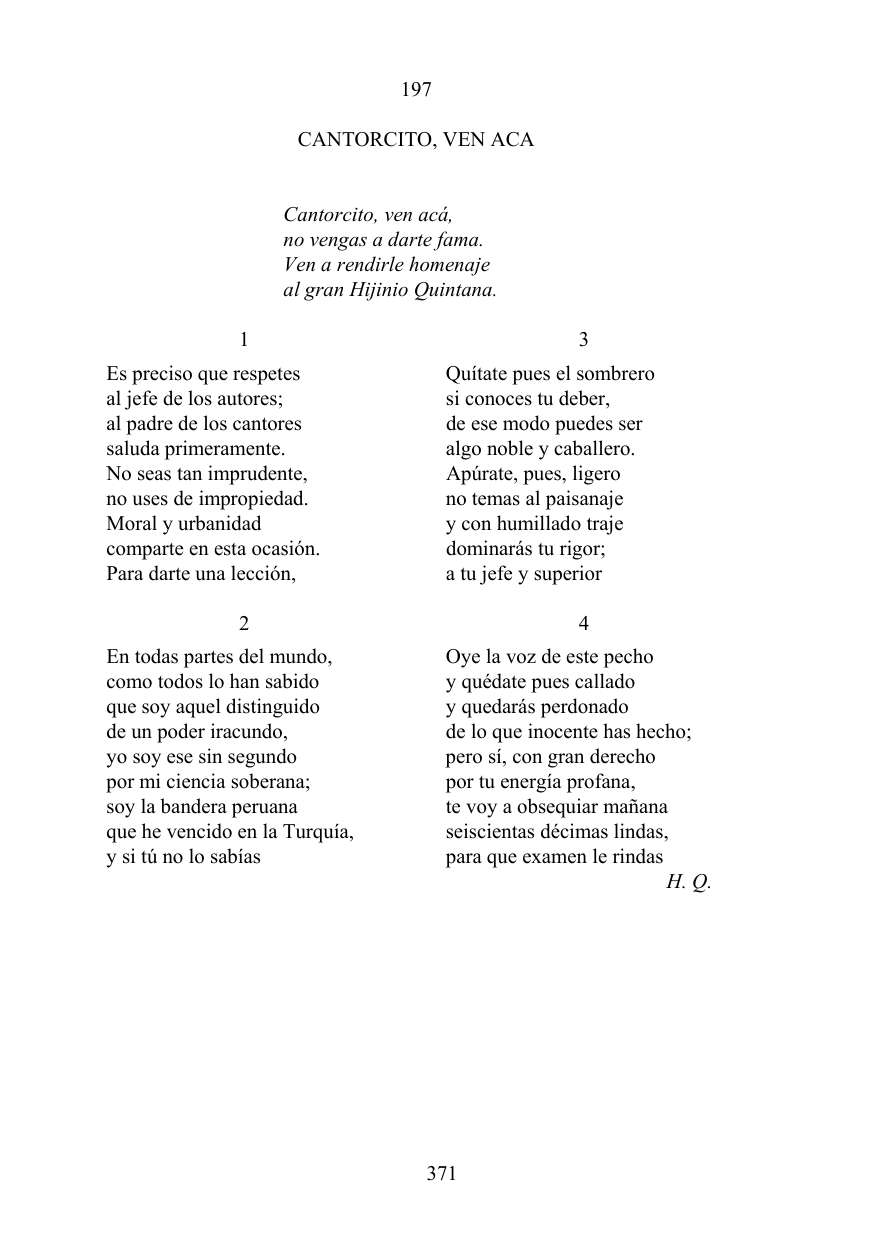 197
CANTORCITO, VEN ACA
Cantorcito, ven acá,
no vengas a darte fama.
Ven a rendirle homenaje
al gran Hijinio Quintana.
1
Es preciso que respetes
al jefe de los autores;
al padre de los cantores
saluda primeramente.
No seas tan imprudente,
no uses de impropiedad.
Moral y urbanidad
comparte en esta ocasión.
Para darte una lección,
2
En todas partes del mundo,
como todos lo han sabido
que soy aquel distinguido
de un poder iracundo,
yo soy ese sin segundo
por mi ciencia soberana;
soy la bandera peruana
que he vencido en la Turquía,
y si tú no lo sabías
3
Quítate pues el sombrero
si conoces tu deber,
de ese modo puedes ser
algo noble y caballero.
Apúrate, pues, ligero
no temas al paisanaje
y con humillado traje
dominarás tu rigor;
a tu jefe y superior
4
Oye la voz de este pecho
y quédate pues callado
y quedarás perdonado
de lo que inocente has hecho;
pero sí, con gran derecho
por tu energía profana,
te voy a obsequiar mañana
seiscientas décimas lindas,
para que examen le rindas
H. Q.
371